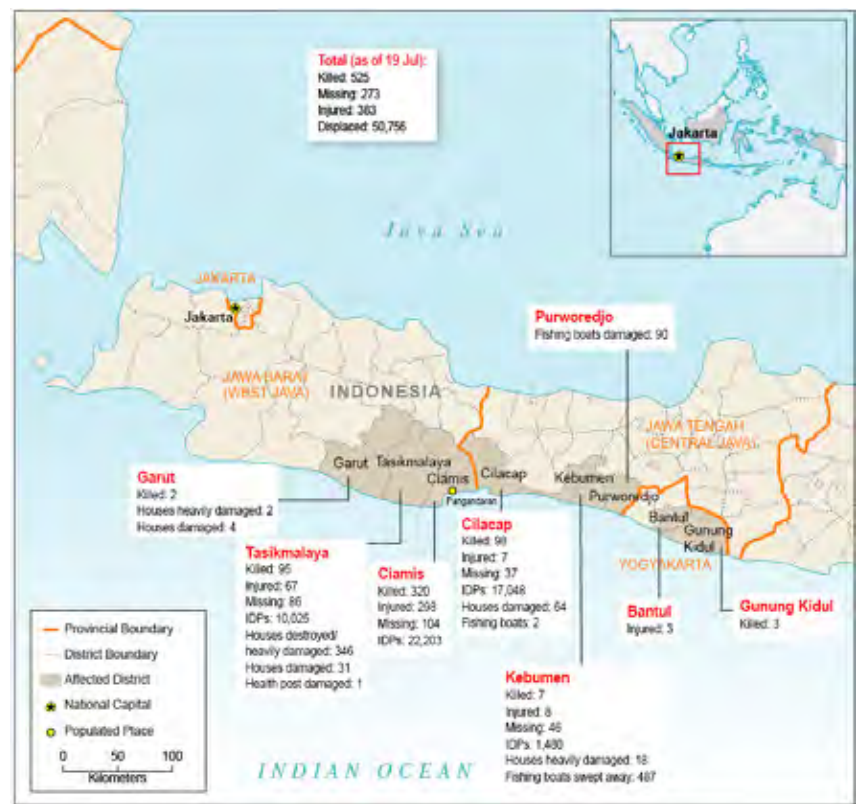 Total (as of 19 Jul):
Killed: 525
Missing: 273
Injured: 383
Displaced: 50,756
Jakarta
Java Sea
JAKARTA
Jakarta
JAWA BARAT
(WEST JAVA)
INDONESIA
Purworedjo
Fishing boats damaged: 90
JAWA TENGAH
(CENTRAL JAVA)
Garut
Tasikmalaya
Ciamis
Pangandaran
Cilacap
Kebumen
Purworedjo
Bantul
Gunung
Kidul
YOGYAKARTA
Garut
Killed: 2
Houses heavily damaged: 2
Houses damaged: 4
Tasikmalaya
Killed: 95
Injured: 67
Missing: 86
IDPs: 10,025
Houses destroyed/
heavily damaged: 346
Houses damaged: 31
Health post damaged: 1
Ciamis
Killed: 320
Injured: 298
Missing: 104
IDPs: 22,203
Cilacap
Killed: 98
Injured: 7
Missing: 37
IDPs: 17,048
Houses damaged: 64
Fishing boats: 2
Kebumen
Killed: 7
Injured: 8
Missing: 46
IDPs: 1,480
Houses heavily damaged: 18
Fishing boats swept away: 487
Bantul
Injured: 3
Gunung Kidul
Killed: 3
Provincial Boundary
District Boundary
Affected District
National Capital
Populated Place
0 50 100
Kilometers
INDIAN OCEAN